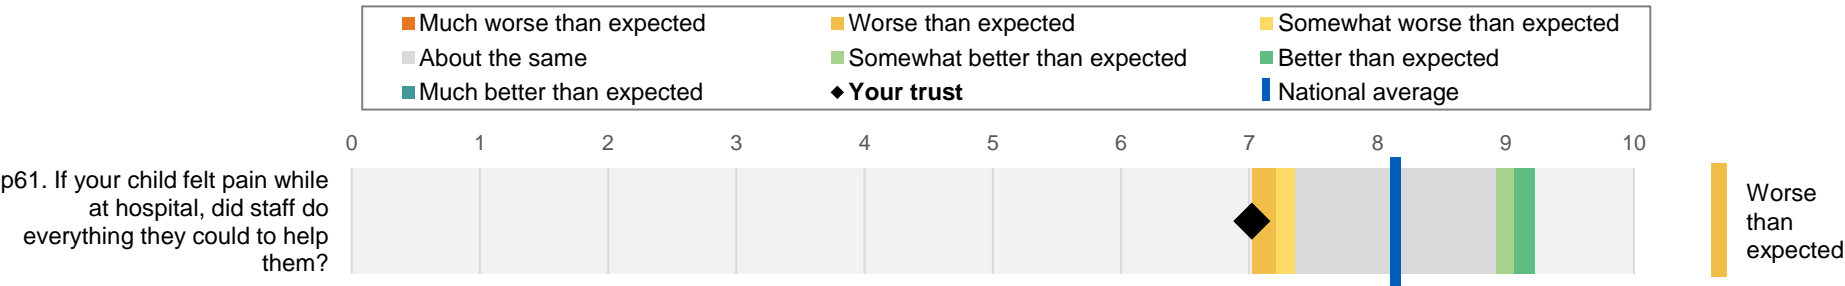 Much worse than expected Worse than expected Somewhat worse than expected
About the same Somewhat better than expected Better than expected
Much better than expected Your trust National average
0 1 2 3 4 5 6 7 8 9 10
p61. If your child felt pain while
at hospital, did staff do
everything they could to help
them?
Worse
than
expected